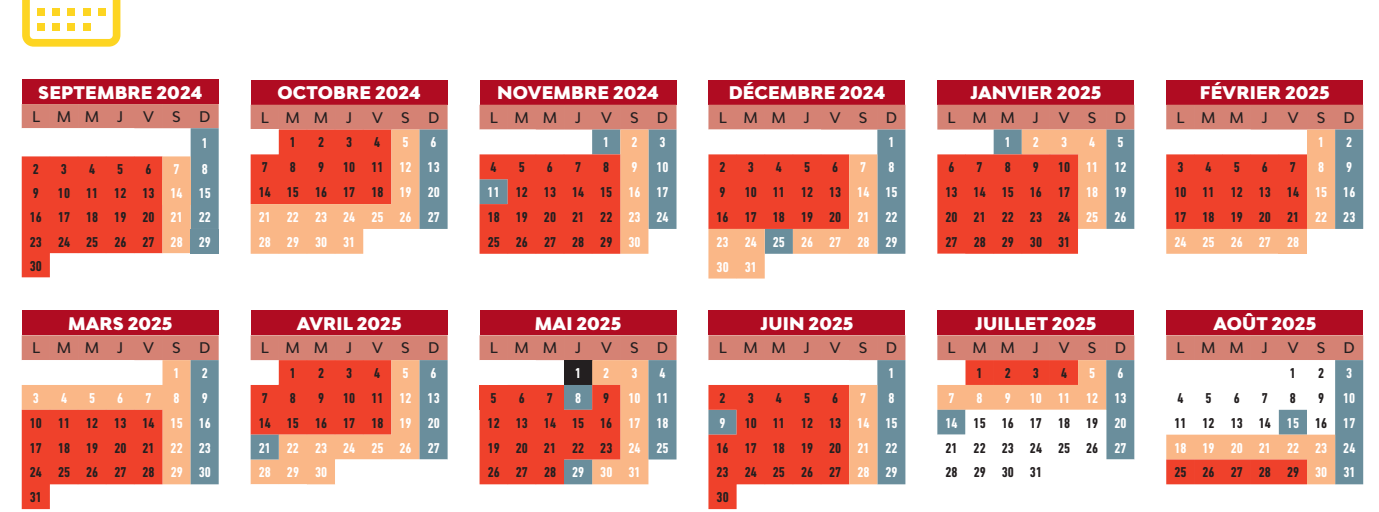 SEPTEMBRE 2024
L M M J V S D
1
2 3 4 5 6 7 8
9 10 11 12 13 14 15
16 17 18 19 20 21 22
23 24 25 26 27 28 29
30
OCTOBRE 2024
L M M J V S D
1 2 3 4 5 6
7 8 9 10 11 12 13
14 15 16 17 18 19 20
21 22 23 24 25 26 27
28 29 30 31
NOVEMBRE 2024
L M M J V S D
1 2 3
4 5 6 7 8 9 10
11 12 13 14 15 16 17
18 19 20 21 22 23 24
25 26 27 28 29 30
DÉCEMBRE 2024
L M M J V S D
1
2 3 4 5 6 7 8
9 10 11 12 13 14 15
16 17 18 19 20 21 22
23 24 25 26 27 28 29
30 31
JANVIER 2025
L M M J V S D
1 2 3 4 5
6 7 8 9 10 11 12
13 14 15 16 17 18 19
20 21 22 23 24 25 26
27 28 29 30 31
FÉVRIER 2025
L M M J V S D
1 2
3 4 5 6 7 8 9
10 11 12 13 14 15 16
17 18 19 20 21 22 23
24 25 26 27 28
MARS 2025
L M M J V S D
1 2
3 4 5 6 7 8 9
10 11 12 13 14 15 16
17 18 19 20 21 22 23
24 25 26 27 28 29 30
31
AVRIL 2025
L M M J V S D
1 2 3 4 5 6
7 8 9 10 11 12 13
14 15 16 17 18 19 20
21 22 23 24 25 26 27
28 29 30
MAI 2025
L M M J V S D
1 2 3 4
5 6 7 8 9 10 11
12 13 14 15 16 17 18
19 20 21 22 23 24 25
26 27 28 29 30 31
JUIN 2025
L M M J V S D
1
2 3 4 5 6 7 8
9 10 11 12 13 14 15
16 17 18 19 20 21 22
23 24 25 26 27 28 29
30
JUILLET 2025
L M M J V S D
1 2 3 4 5 6
7 8 9 10 11 12 13
14 15 16 17 18 19 20
21 22 23 24 25 26 27
28 29 30 31
AOÛT 2025
L M M J V S D
1 2 3
4 5 6 7 8 9 10
11 12 13 14 15 16 17
18 19 20 21 22 23 24
25 26 27 28 29 30 31